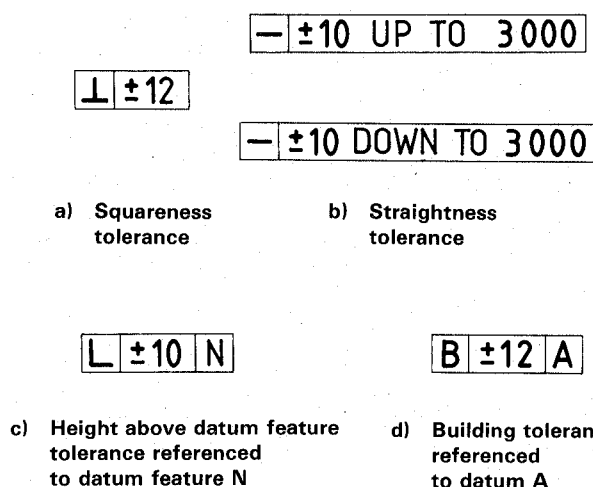 — ±10 UP TO 3000
⊥ ±12
— ±10 DOWN TO 3000
a) Squareness
tolerance
b) Straightness
tolerance
L ±10 N
B ±12 A
c) Height above datum feature
tolerance referenced
to datum feature N
d) Building toleran
referenced
to datum A